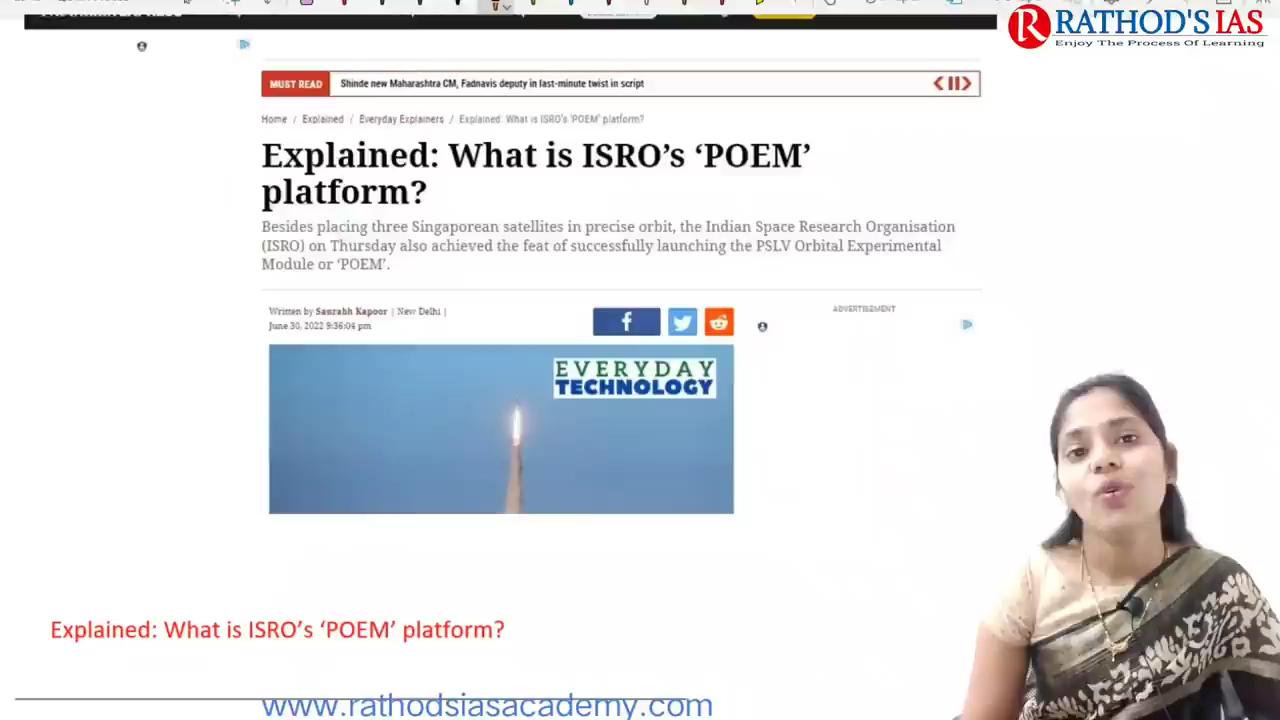 RATHOD'S IAS
Enjoy The Process Of Learning
MUST READ Shinde new Maharashtra CM, Fadnavis deputy in last-minute twist in script
Home / Explained / Everyday Explainers / Explained: What is ISRO's 'POEM' platform?
Explained: What is ISRO's ‘POEM’
platform?
Besides placing three Singaporean satellites in precise orbit, the Indian Space Research Organisation
(ISRO) on Thursday also achieved the feat of successfully launching the PSLV Orbital Experimental
Module or ‘POEM’.
Written by Saurabh Kapoor | New Delhi |
June 30, 2022 9:36:04 pm
ADVERTISEMENT
EVERYDAY
TECHNOLOGY
Explained: What is ISRO's ‘POEM’ platform?
www.rathodsiasacademy.com